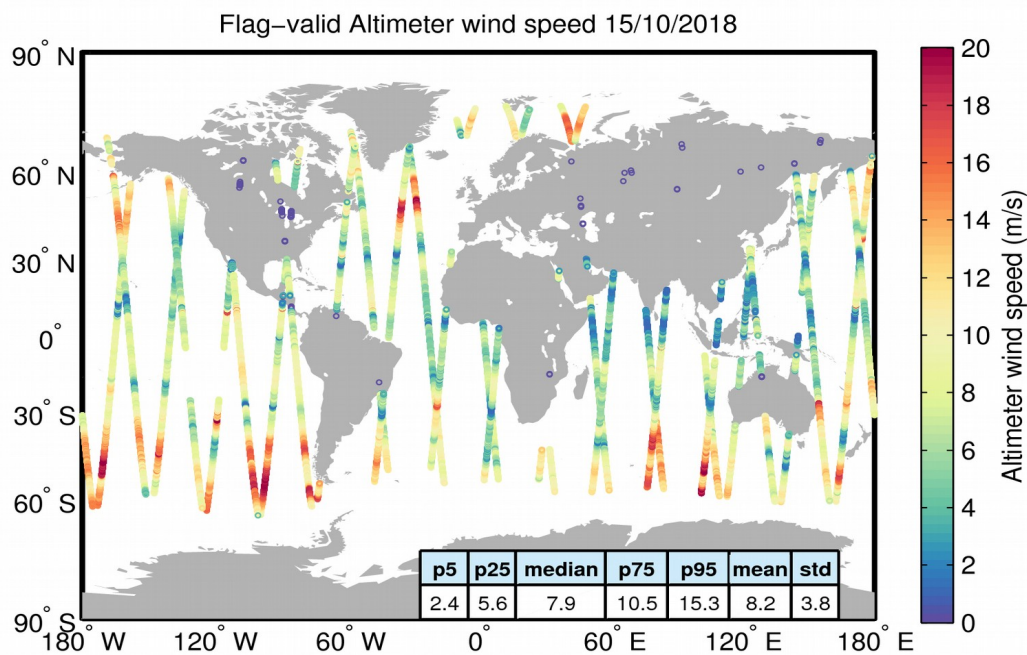 Flag−valid Altimeter wind speed 15/10/2018
90° N
60° N
30° N
0°
30° S
60° S
90° S
180° W
120° W
60° W
0°
60° E
120° E
180° E
p5 p25 median p75 p95 mean std
2.4 5.6 7.9 10.5 15.3 8.2 3.8
20
18
16
14
12
10
8
6
4
2
0
Altimeter wind speed (m/s)